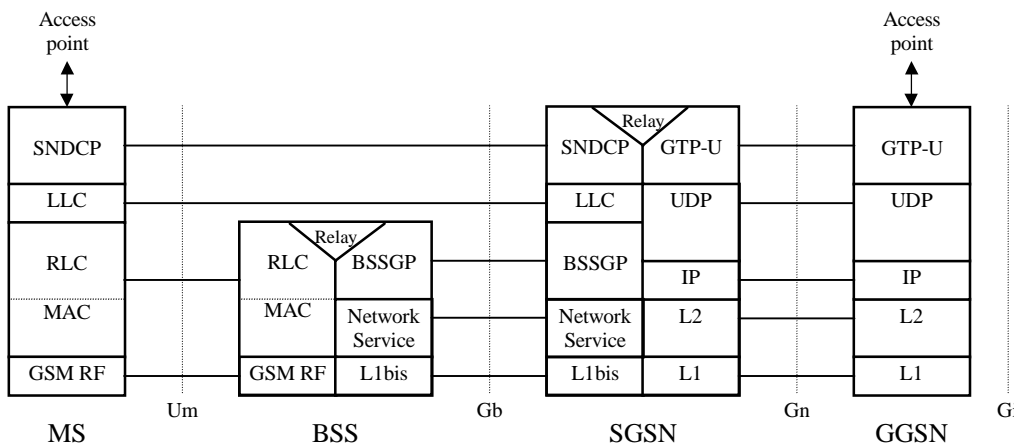 Access
point
Access
point
Relay
SNDCP
SNDCP
GTP-U
GTP-U
LLC
LLC
UDP
UDP
Relay
RLC
RLC
BSSGP
BSSGP
IP
IP
MAC
MAC
Network
Service
Network
Service
L2
L2
GSM RF
GSM RF
L1bis
L1bis
L1
L1
Um
Gb
Gn
MS
BSS
SGSN
GGSN